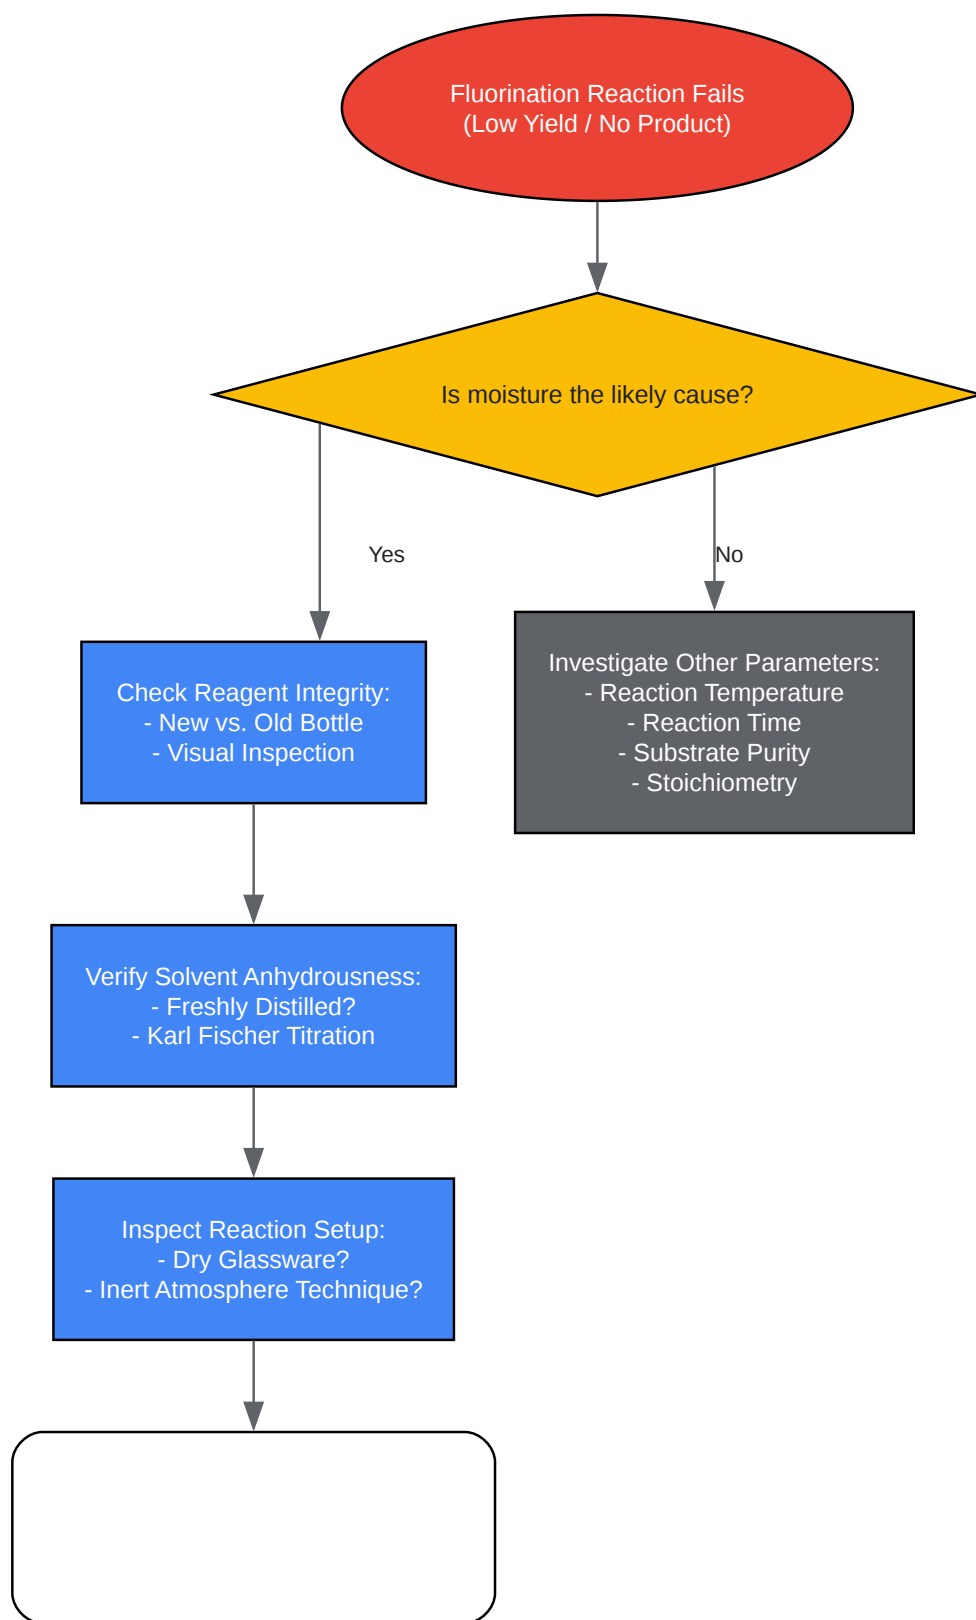 Fluorination Reaction Fails
(Low Yield / No Product)
Is moisture the likely cause?
Yes
No
Check Reagent Integrity:
- New vs. Old Bottle
- Visual Inspection
Investigate Other Parameters:
- Reaction Temperature
- Reaction Time
- Substrate Purity
- Stoichiometry
Verify Solvent Anhydrousness:
- Freshly Distilled?
- Karl Fischer Titration
Inspect Reaction Setup:
- Dry Glassware?
- Inert Atmosphere Technique?